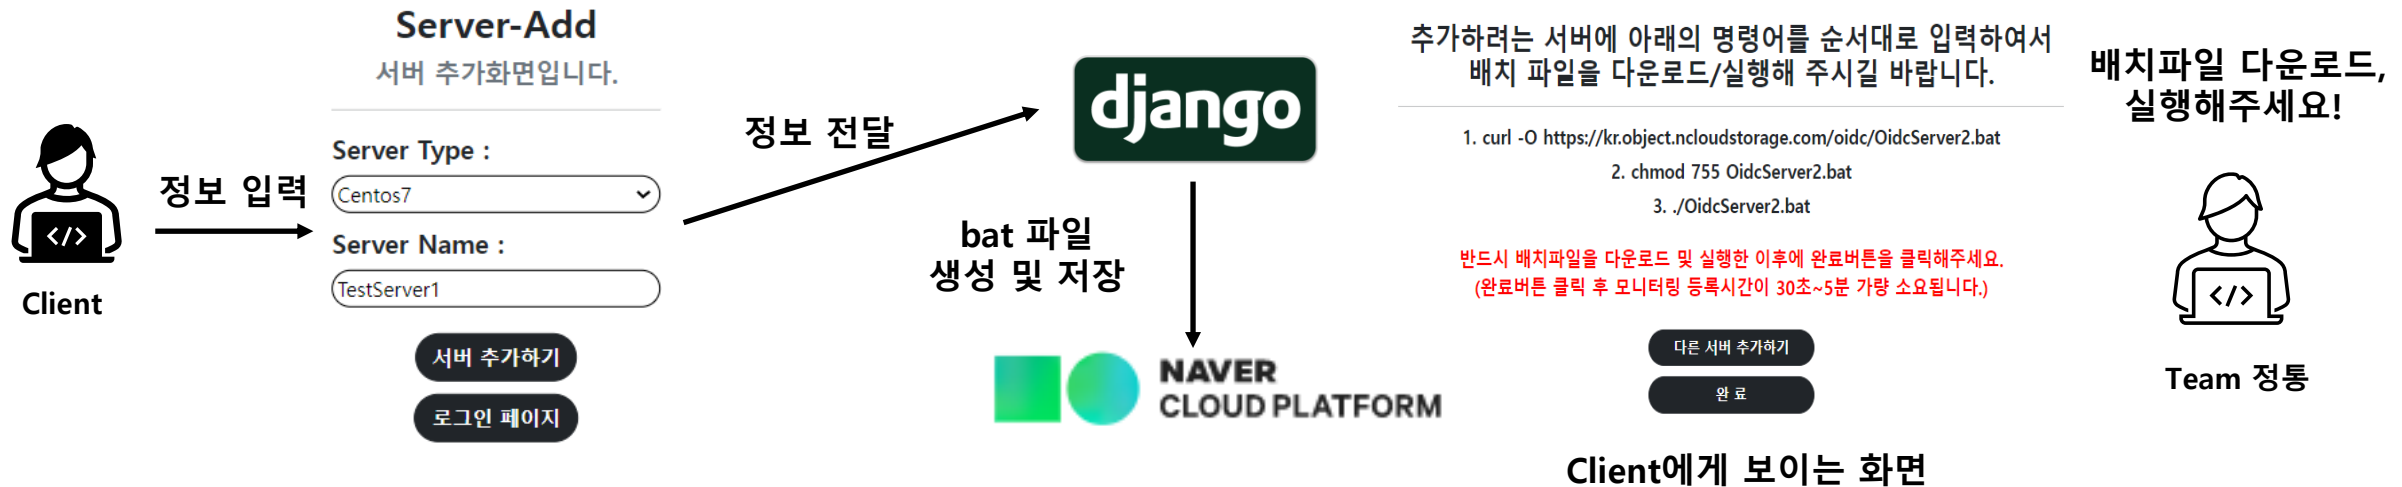 Client
정보 입력
Server-Add
서버 추가화면입니다.
Server Type :
Centos7
Server Name :
TestServer1
서버 추가하기
로그인 페이지
정보 전달
django
bat 파일
생성 및 저장
NAVER
CLOUD PLATFORM
추가하려는 서버에 아래의 명령어를 순서대로 입력하여서
배치 파일을 다운로드/실행해 주시길 바랍니다.
1. curl -O https://kr.object.ncloudstorage.com/oidc/OidcServer2.bat
2. chmod 755 OidcServer2.bat
3. ./OidcServer2.bat
반드시 배치파일을 다운로드 및 실행한 이후에 완료버튼을 클릭해주세요.
(완료버튼 클릭 후 모니터링 등록시간이 30초~5분 가량 소요됩니다.)
다른 서버 추가하기
완 료
Client에게 보이는 화면
배치파일 다운로드,
실행해주세요!
</>
</>
Team 정통